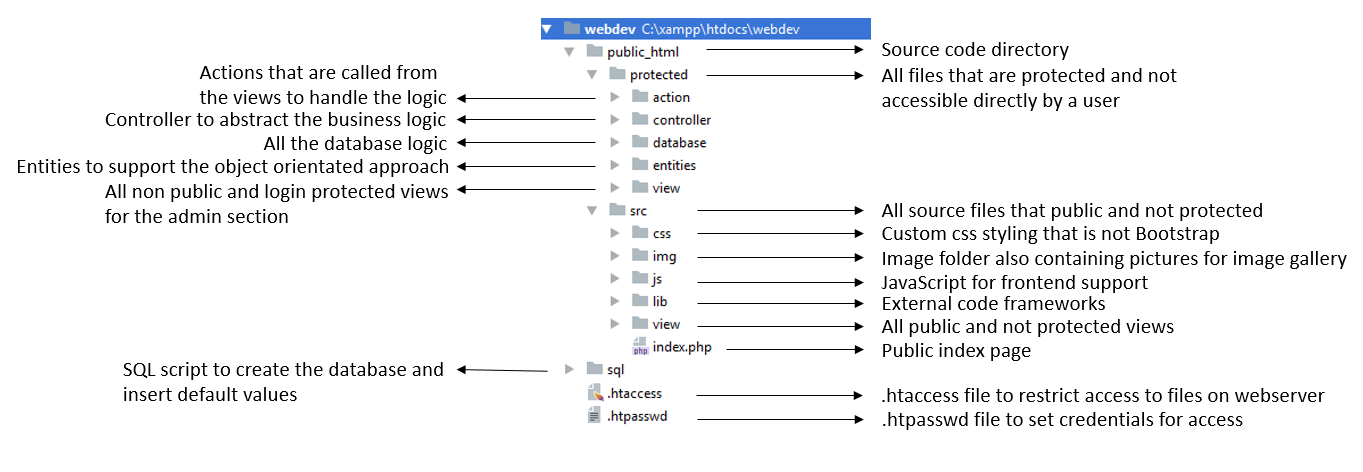 webdev C:\xampp\htdocs\webdev
public_html
Source code directory
protected
All files that are protected and not
accessible directly by a user
Actions that are called from
the views to handle the logic
action
Controller to abstract the business logic
controller
All the database logic
database
Entities to support the object orientated approach
entities
All non public and login protected views
for the admin section
view
src
All source files that public and not protected
css
Custom css styling that is not Bootstrap
img
Image folder also containing pictures for image gallery
js
JavaScript for frontend support
lib
External code frameworks
view
All public and not protected views
php
index.php
Public index page
SQL script to create the database and
insert default values
sql
.htaccess
.htaccess file to restrict access to files on webserver
.htpasswd
.htpasswd file to set credentials for access